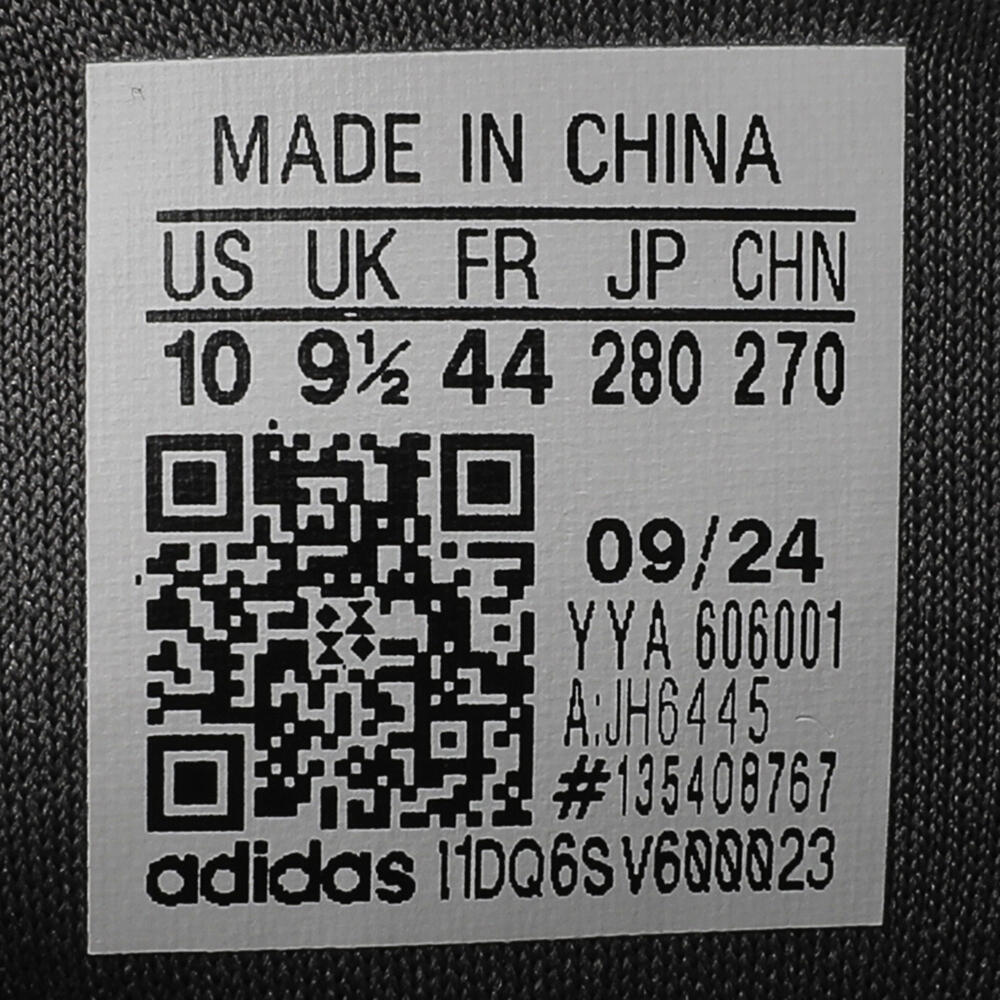 MADE IN CHINA
US UK FR JP CHN
10 9½ 44 280 270
09/24
YYA 606001
A:JH6445
#135408767
adidas I1DQ6SV6000023